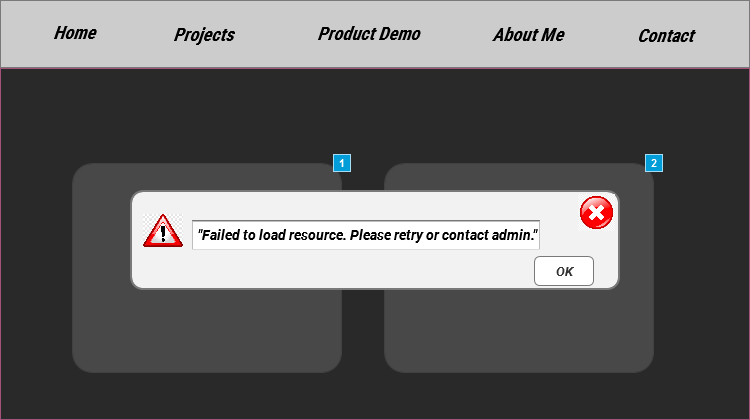 Home Projects Product Demo About Me Contact
1 2
"Failed to load resource. Please retry or contact admin."
OK